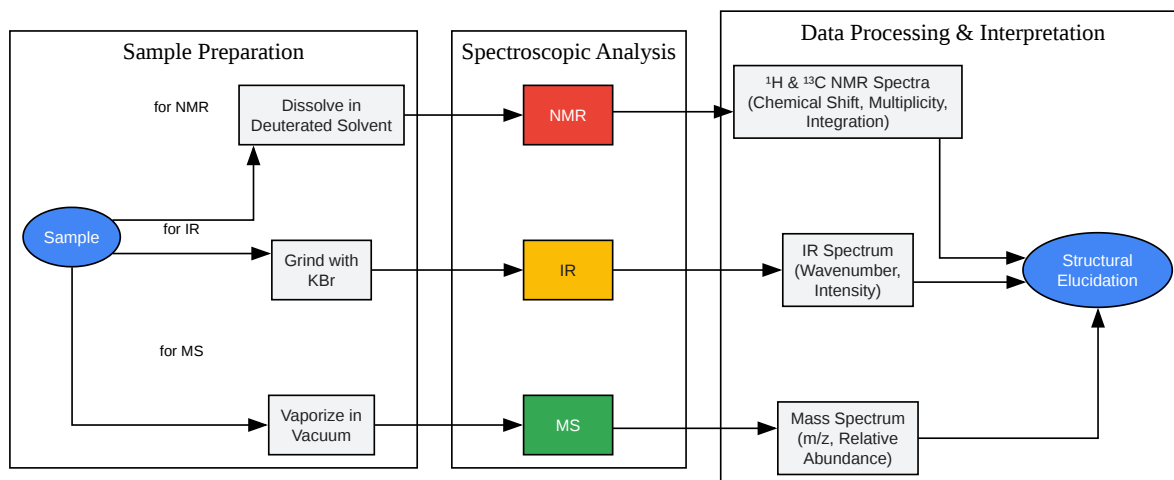 Sample Preparation
for NMR
Dissolve in
Deuterated Solvent
Sample
for IR
Grind with
KBr
for MS
Vaporize in
Vacuum
Spectroscopic Analysis
NMR
IR
MS
Data Processing & Interpretation
¹H & ¹³C NMR Spectra
(Chemical Shift, Multiplicity,
Integration)
IR Spectrum
(Wavenumber,
Intensity)
Mass Spectrum
(m/z, Relative
Abundance)
Structural
Elucidation